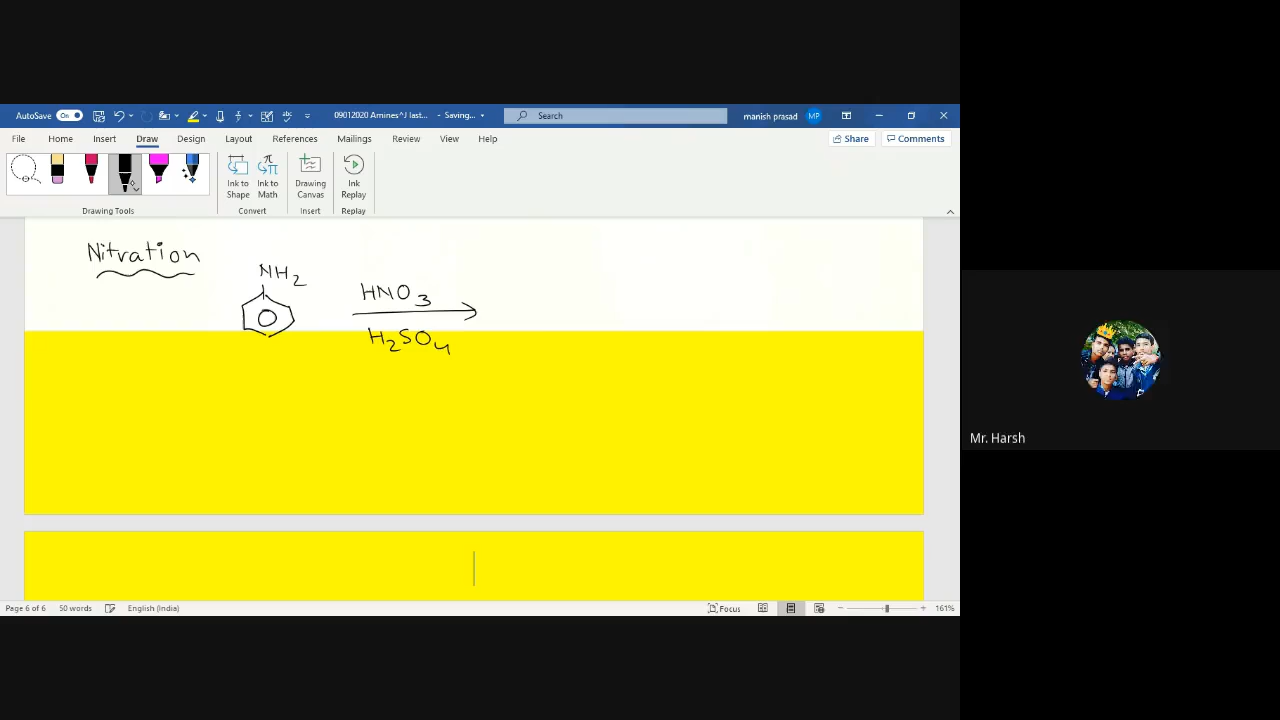 AutoSave On 09012020 Amines^J last... - Saving... Search manish prasad MP
File Home Insert Draw Design Layout References Mailings Review View Help Share Comments
Ink to Shape Ink to Math Drawing Canvas Ink Replay
Drawing Tools Convert Insert Replay
Nitration
NH2
HNO3
H2SO4
Mr. Harsh
Page 6 of 6 50 words English (India) Focus 161%